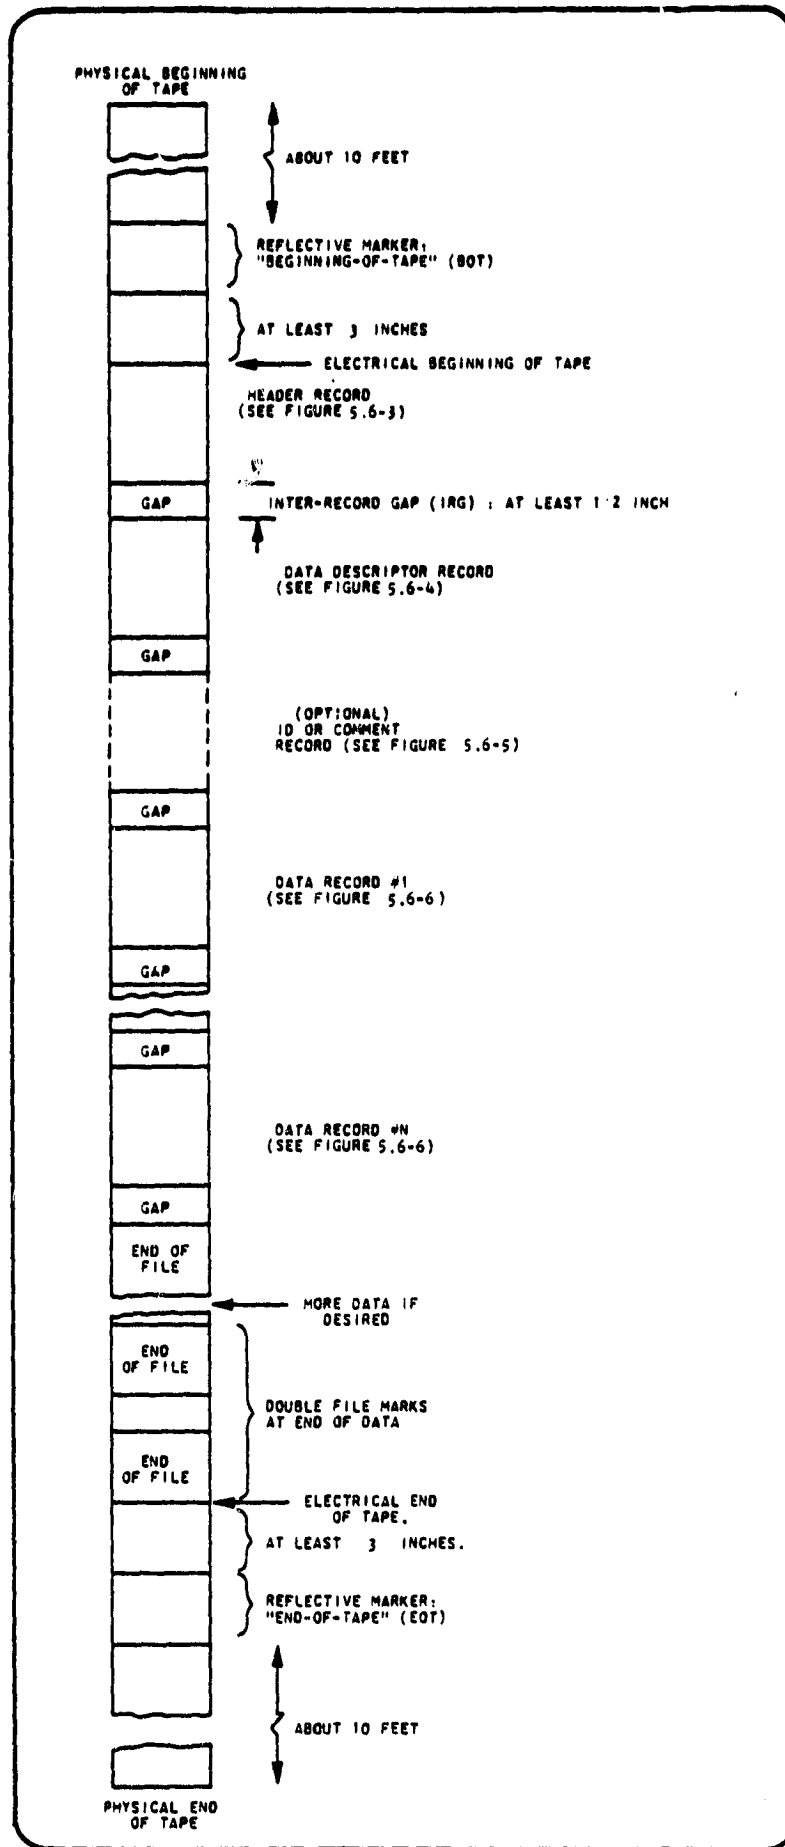 PHYSICAL BEGINNING
OF TAPE
ABOUT 10 FEET
REFLECTIVE MARKER:
"BEGINNING-OF-TAPE" (BOT)
AT LEAST 3 INCHES
ELECTRICAL BEGINNING OF TAPE
HEADER RECORD
(SEE FIGURE 5.6-3)
GAP
INTER-RECORD GAP (IRG) : AT LEAST 1 2 INCH
DATA DESCRIPTOR RECORD
(SEE FIGURE 5.6-4)
GAP
(OPTIONAL)
ID OR COMMENT
RECORD (SEE FIGURE 5.6-5)
GAP
DATA RECORD #1
(SEE FIGURE 5.6-6)
GAP
GAP
DATA RECORD #N
(SEE FIGURE 5.6-6)
GAP
END OF
FILE
MORE DATA IF
DESIRED
END
OF FILE
DOUBLE FILE MARKS
AT END OF DATA
END
OF FILE
ELECTRICAL END
OF TAPE.
AT LEAST 3 INCHES.
REFLECTIVE MARKER:
"END-OF-TAPE" (EOT)
ABOUT 10 FEET
PHYSICAL END
OF TAPE